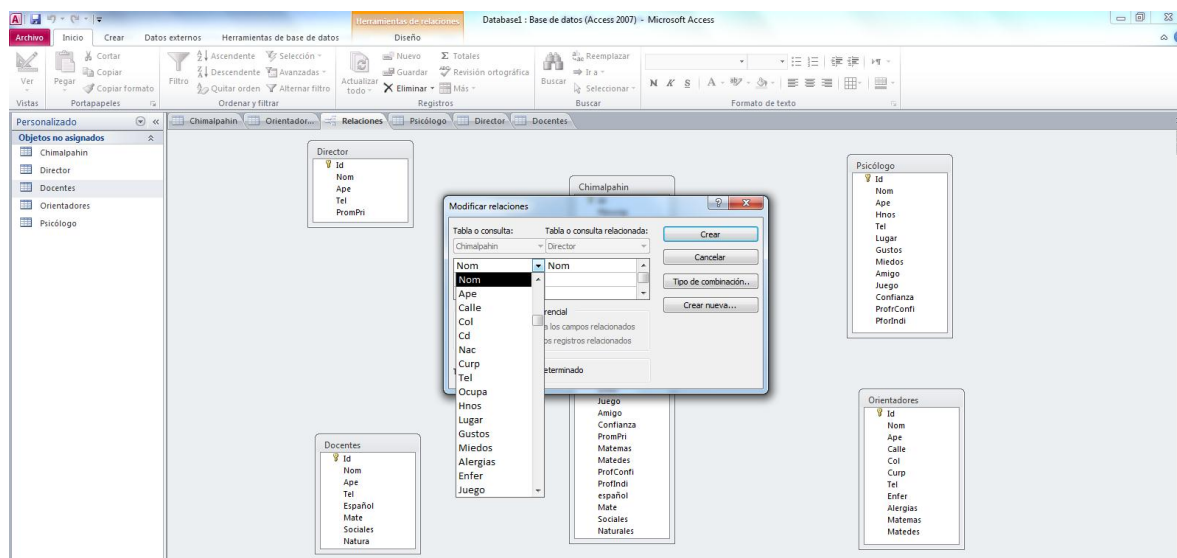 Herramientas de relaciones
Database1 : Base de datos (Access 2007) - Microsoft Access
Archivo Inicio Crear Datos externos Herramientas de base de datos Diseño
Ver
Pegar
Cortar
Copiar
Copiar formato
Filtro
Ascendente
Descendente
Quitar orden
Selección
Avanzadas
Alternar filtro
Actualizar todo
Nuevo
Guardar
Eliminar
Totales
Revisión ortográfica
Más
Buscar
Reemplazar
Ir a
Seleccionar
N K S A
Vistas Portapapeles Ordenar y filtrar Registros Buscar Formato de texto
Personalizado
Objetos no asignados
Chimalpahin
Director
Docentes
Orientadores
Psicólogo
Chimalpahin Orientador... Relaciones Psicólogo Director Docentes
Director
Id
Nom
Ape
Tel
PromPri
Docentes
Id
Nom
Ape
Tel
Español
Mate
Sociales
Natura
Chimalpahin
Modificar relaciones
Tabla o consulta: Tabla o consulta relacionada:
Chimalpahin Director
Nom Nom
Nom
Ape
Calle
Col
Cd
Nac
Curp
Tel
Ocupa
Hnos
Lugar
Gustos
Miedos
Alergias
Enfer
Juego
rencial
a los campos relacionados
os registros relacionados
eterminado
Crear
Cancelar
Tipo de combinación..
Crear nueva...
Juego
Amigo
Confianza
PromPri
Matemas
Matedes
ProfConfi
ProfIndi
español
Mate
Sociales
Naturales
Psicólogo
Id
Nom
Ape
Hnos
Tel
Lugar
Gustos
Miedos
Amigo
Juego
Confianza
ProfrConfi
PforIndi
Orientadores
Id
Nom
Ape
Calle
Col
Curp
Tel
Enfer
Alergias
Matemas
Matedes